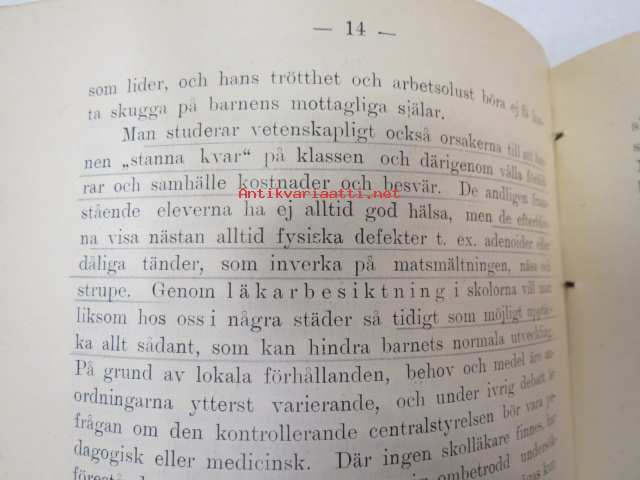 — 14 —
som lider, och hans trötthet och arbetsolust böra ej få
ta skugga på barnens mottagliga själar.
Man studerar vetenskapligt också orsakerna till att
nen „stanna kvar" på klassen och därigenom vålla
rar och samhälle kostnader och besvär. De andligen
Antikvariaatti.net
stående eleverna ha ej alltid god hälsa, men de
na visa nästan alltid fysiska defekter t. ex. adenoider eller
dåliga tänder, som inverka på matsmältningen, näsa och
strupe. Genom läkarbesiktning i skolorna vill man
liksom hos oss i några städer så tidigt som möjligt upptäc-
ka allt sådant, som kan hindra barnets normala utveckling.
På grund av lokala förhållanden, behov och medel äro an-
ordningarna ytterst varierande, och under ivrig debatt är
frågan om den kontrollerande centralstyrelsen bör vara pe-
dagogisk eller medicinsk. Där ingen skolläkare finnes,
ombetrodd